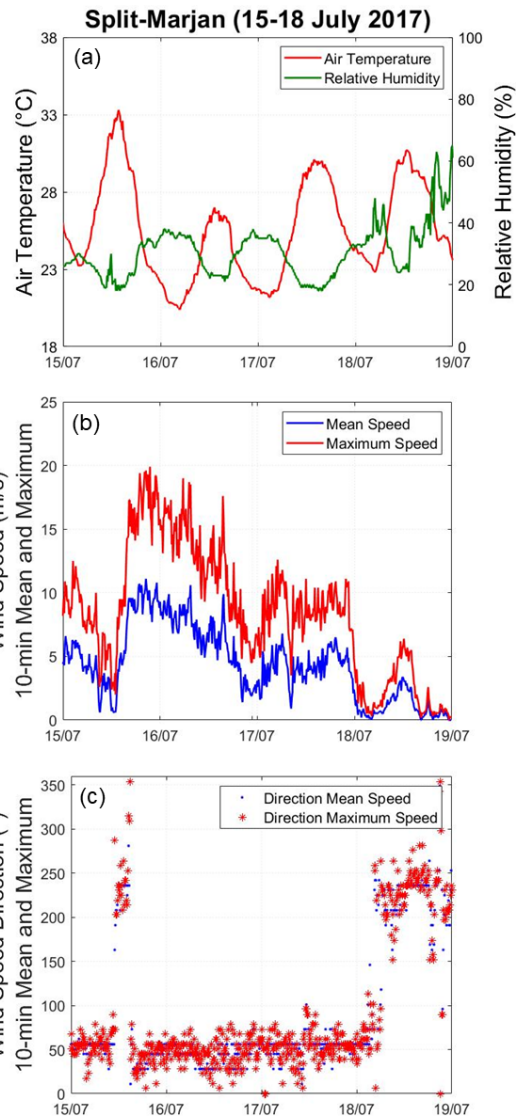 Split-Marjan (15-18 July 2017)
(a)
Air Temperature
Relative Humidity
Air Temperature (°C)
Relative Humidity (%)
38
33
28
23
18
100
80
60
40
20
0
15/07 16/07 17/07 18/07 19/07
(b)
Mean Speed
Maximum Speed
10-min Mean and Maximum
25
20
15
10
5
0
15/07 16/07 17/07 18/07 19/07
(c)
Direction Mean Speed
Direction Maximum Speed
10-min Mean and Maximum
350
300
250
200
150
100
50
0
15/07 16/07 17/07 18/07 19/07